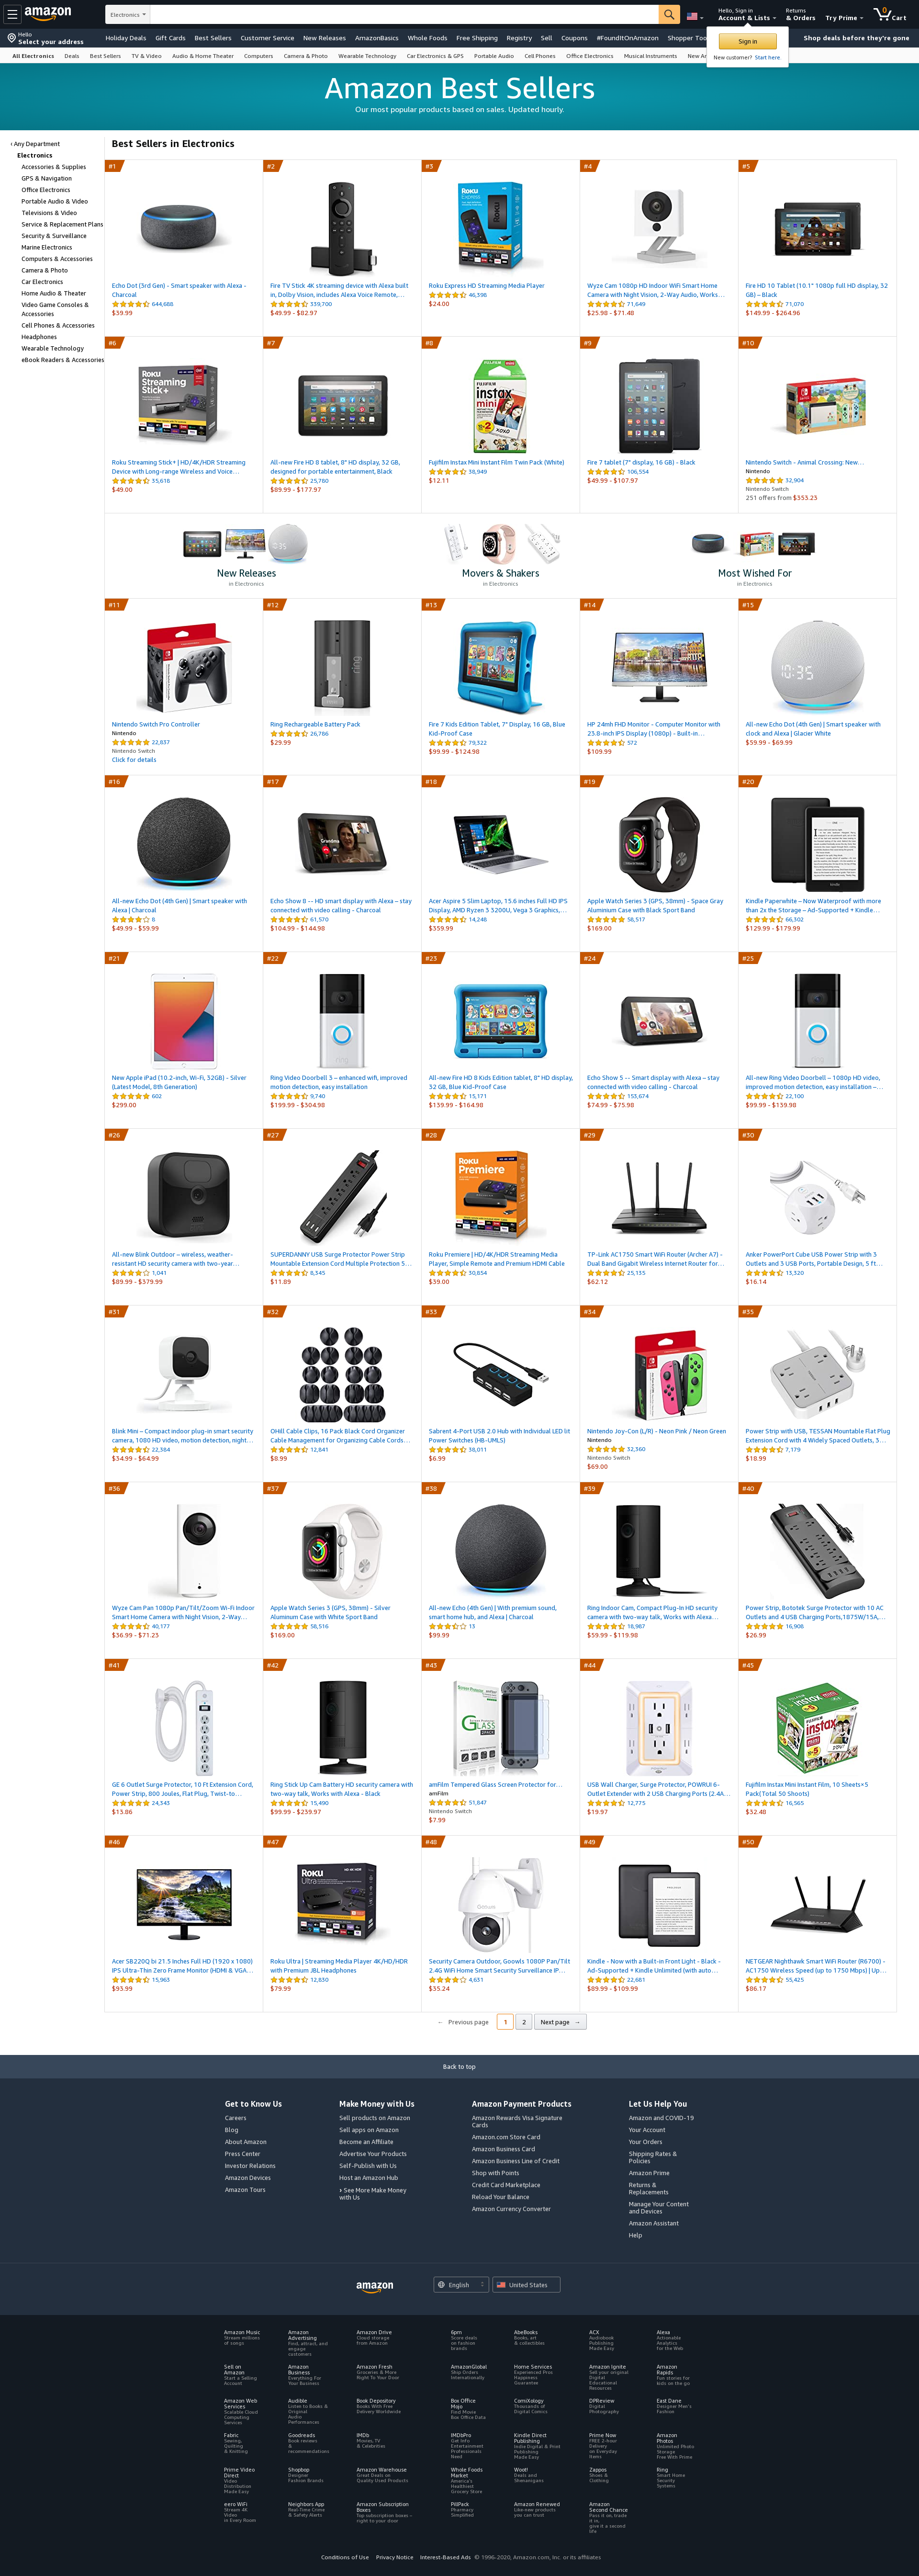 amazon
Electronics
Hello, Sign in
Account & Lists
Returns
& Orders
Try Prime
0
Cart
Hello
Select your address
Holiday Deals
Gift Cards
Best Sellers
Customer Service
New Releases
AmazonBasics
Whole Foods
Free Shipping
Registry
Sell
Coupons
#FoundItOnAmazon
Shopper Too
Shop deals before they're gone
Sign in
New customer? Start here.
All Electronics
Deals
Best Sellers
TV & Video
Audio & Home Theater
Computers
Camera & Photo
Wearable Technology
Car Electronics & GPS
Portable Audio
Cell Phones
Office Electronics
Musical Instruments
Amazon Best Sellers
Our most popular products based on sales. Updated hourly.
‹ Any Department
Electronics
Accessories & Supplies
GPS & Navigation
Office Electronics
Portable Audio & Video
Televisions & Video
Service & Replacement Plans
Security & Surveillance
Marine Electronics
Computers & Accessories
Camera & Photo
Car Electronics
Home Audio & Theater
Video Game Consoles &
Accessories
Cell Phones & Accessories
Headphones
Wearable Technology
eBook Readers & Accessories
Best Sellers in Electronics
#1
Echo Dot (3rd Gen) - Smart speaker with Alexa -
Charcoal
644,688
$39.99
#2
Fire TV Stick 4K streaming device with Alexa built
in, Dolby Vision, includes Alexa Voice Remote,…
339,700
$49.99 - $82.97
#3
Roku Express HD Streaming Media Player
46,398
$24.00
#4
Wyze Cam 1080p HD Indoor WiFi Smart Home
Camera with Night Vision, 2-Way Audio, Works…
71,649
$25.98 - $71.48
#5
Fire HD 10 Tablet (10.1" 1080p full HD display, 32
GB) – Black
71,070
$149.99 - $264.96
#6
Roku Streaming Stick+ | HD/4K/HDR Streaming
Device with Long-range Wireless and Voice…
35,618
$49.00
#7
All-new Fire HD 8 tablet, 8" HD display, 32 GB,
designed for portable entertainment, Black
25,780
$89.99 - $177.97
#8
Fujifilm Instax Mini Instant Film Twin Pack (White)
38,949
$12.11
#9
Fire 7 tablet (7" display, 16 GB) - Black
106,554
$49.99 - $107.97
#10
Nintendo Switch - Animal Crossing: New…
Nintendo
32,904
Nintendo Switch
251 offers from $353.23
New Releases
in Electronics
Movers & Shakers
in Electronics
Most Wished For
in Electronics
#11
Nintendo Switch Pro Controller
Nintendo
22,637
Nintendo Switch
Click for details
#12
Ring Rechargeable Battery Pack
26,786
$29.99
#13
Fire 7 Kids Edition Tablet, 7" Display, 16 GB, Blue
Kid-Proof Case
79,322
$99.99 - $124.98
#14
HP 24mh FHD Monitor - Computer Monitor with
23.8-inch IPS Display (1080p) - Built-in…
572
$109.99
#15
All-new Echo Dot (4th Gen) | Smart speaker with
clock and Alexa | Glacier White
$59.99 - $69.99
#16
All-new Echo Dot (4th Gen) | Smart speaker with
Alexa | Charcoal
6
$49.99 - $59.99
#17
Echo Show 8 -- HD smart display with Alexa – stay
connected with video calling - Charcoal
61,570
$104.99 - $144.98
#18
Acer Aspire 5 Slim Laptop, 15.6 inches Full HD IPS
Display, AMD Ryzen 3 3200U, Vega 3 Graphics,…
14,248
$359.99
#19
Apple Watch Series 3 (GPS, 38mm) - Space Gray
Aluminium Case with Black Sport Band
58,517
$169.00
#20
Kindle Paperwhite – Now Waterproof with more
than 2x the Storage – Ad-Supported + Kindle…
66,302
$129.99 - $179.99
#21
New Apple iPad (10.2-inch, Wi-Fi, 32GB) - Silver
(Latest Model, 8th Generation)
602
$299.00
#22
Ring Video Doorbell 3 – enhanced wifi, improved
motion detection, easy installation
9,740
$199.99 - $304.98
#23
All-new Fire HD 8 Kids Edition tablet, 8" HD display,
32 GB, Blue Kid-Proof Case
15,171
$139.99 - $164.98
#24
Echo Show 5 -- Smart display with Alexa – stay
connected with video calling - Charcoal
153,674
$74.99 - $75.98
#25
All-new Ring Video Doorbell – 1080p HD video,
improved motion detection, easy installation –…
22,100
$99.99 - $139.98
#26
All-new Blink Outdoor – wireless, weather-
resistant HD security camera with two-year…
1,041
$89.99 - $379.99
#27
SUPERDANNY USB Surge Protector Power Strip
Mountable Extension Cord Multiple Protection 5…
8,345
$11.89
#28
Roku Premiere | HD/4K/HDR Streaming Media
Player, Simple Remote and Premium HDMI Cable
30,854
$39.00
#29
TP-Link AC1750 Smart WiFi Router (Archer A7) -
Dual Band Gigabit Wireless Internet Router for…
25,135
$62.12
#30
Anker PowerPort Cube USB Power Strip with 3
Outlets and 3 USB Ports, Portable Design, 5 ft…
13,320
$16.14
#31
Blink Mini – Compact indoor plug-in smart security
camera, 1080 HD video, motion detection, night…
22,384
$34.99 - $64.99
#32
OHill Cable Clips, 16 Pack Black Cord Organizer
Cable Management for Organizing Cable Cords…
12,841
$8.99
#33
Sabrent 4-Port USB 2.0 Hub with Individual LED lit
Power Switches (HB-UMLS)
38,011
$6.99
#34
Nintendo Joy-Con (L/R) - Neon Pink / Neon Green
Nintendo
32,360
Nintendo Switch
$69.00
#35
Power Strip with USB, TESSAN Mountable Flat Plug
Extension Cord with 4 Widely Spaced Outlets, 3…
7,179
$18.99
#36
Wyze Cam Pan 1080p Pan/Tilt/Zoom Wi-Fi Indoor
Smart Home Camera with Night Vision, 2-Way…
40,177
$36.99 - $71.23
#37
Apple Watch Series 3 (GPS, 38mm) - Silver
Aluminum Case with White Sport Band
58,516
$169.00
#38
All-new Echo (4th Gen) | With premium sound,
smart home hub, and Alexa | Charcoal
13
$99.99
#39
Ring Indoor Cam, Compact Plug-In HD security
camera with two-way talk, Works with Alexa…
18,987
$59.99 - $119.98
#40
Power Strip, Bototek Surge Protector with 10 AC
Outlets and 4 USB Charging Ports,1875W/15A,…
16,908
$26.99
#41
GE 6 Outlet Surge Protector, 10 Ft Extension Cord,
Power Strip, 800 Joules, Flat Plug, Twist-to…
24,343
$13.86
#42
Ring Stick Up Cam Battery HD security camera with
two-way talk, Works with Alexa - Black
15,490
$99.99 - $239.97
#43
amFilm Tempered Glass Screen Protector for…
amFilm
51,847
Nintendo Switch
$7.99
#44
USB Wall Charger, Surge Protector, POWRUI 6-
Outlet Extender with 2 USB Charging Ports (2.4A…
12,775
$19.97
#45
Fujifilm Instax Mini Instant Film, 10 Sheets×5
Pack(Total 50 Shoots)
16,565
$32.48
#46
Acer SB220Q bi 21.5 Inches Full HD (1920 x 1080)
IPS Ultra-Thin Zero Frame Monitor (HDMI & VGA…
15,963
$93.99
#47
Roku Ultra | Streaming Media Player 4K/HD/HDR
with Premium JBL Headphones
12,830
$79.99
#48
Security Camera Outdoor, Goowls 1080P Pan/Tilt
2.4G WiFi Home Smart Security Surveillance IP…
4,631
$35.24
#49
Kindle - Now with a Built-in Front Light - Black -
Ad-Supported + Kindle Unlimited (with auto…
22,681
$89.99 - $109.99
#50
NETGEAR Nighthawk Smart WiFi Router (R6700) -
AC1750 Wireless Speed (up to 1750 Mbps) | Up…
55,425
$86.17
← Previous page
1
2
Next page →
Back to top
Get to Know Us
Careers
Blog
About Amazon
Press Center
Investor Relations
Amazon Devices
Amazon Tours
Make Money with Us
Sell products on Amazon
Sell apps on Amazon
Become an Affiliate
Advertise Your Products
Self-Publish with Us
Host an Amazon Hub
› See More Make Money
with Us
Amazon Payment Products
Amazon Rewards Visa Signature
Cards
Amazon.com Store Card
Amazon Business Card
Amazon Business Line of Credit
Shop with Points
Credit Card Marketplace
Reload Your Balance
Amazon Currency Converter
Let Us Help You
Amazon and COVID-19
Your Account
Your Orders
Shipping Rates &
Policies
Amazon Prime
Returns &
Replacements
Manage Your Content
and Devices
Amazon Assistant
Help
amazon
English
United States
Amazon Music
Stream millions
of songs
Amazon
Advertising
Find, attract, and
engage
customers
Amazon Drive
Cloud storage
from Amazon
6pm
Score deals
on fashion
brands
AbeBooks
Books, art
& collectibles
ACX
Audiobook
Publishing
Made Easy
Alexa
Actionable
Analytics
for the Web
Sell on
Amazon
Start a Selling
Account
Amazon
Business
Everything For
Your Business
Amazon Fresh
Groceries & More
Right To Your Door
AmazonGlobal
Ship Orders
Internationally
Home Services
Experienced Pros
Happiness
Guarantee
Amazon Ignite
Sell your original
Digital
Educational
Resources
Amazon
Rapids
Fun stories for
kids on the go
Amazon Web
Services
Scalable Cloud
Computing
Services
Audible
Listen to Books &
Original
Audio
Performances
Book Depository
Books With Free
Delivery Worldwide
Box Office
Mojo
Find Movie
Box Office Data
ComiXology
Thousands of
Digital Comics
DPReview
Digital
Photography
East Dane
Designer Men's
Fashion
Fabric
Sewing,
Quilting
& Knitting
Goodreads
Book reviews
&
recommendations
IMDb
Movies, TV
& Celebrities
IMDbPro
Get Info
Entertainment
Professionals
Need
Kindle Direct
Publishing
Indie Digital & Print
Publishing
Made Easy
Prime Now
FREE 2-hour
Delivery
on Everyday
Items
Amazon
Photos
Unlimited Photo
Storage
Free With Prime
Prime Video
Direct
Video
Distribution
Made Easy
Shopbop
Designer
Fashion Brands
Amazon Warehouse
Great Deals on
Quality Used Products
Whole Foods
Market
America's
Healthiest
Grocery Store
Woot!
Deals and
Shenanigans
Zappos
Shoes &
Clothing
Ring
Smart Home
Security
Systems
eero WiFi
Stream 4K
Video
in Every Room
Neighbors App
Real-Time Crime
& Safety Alerts
Amazon Subscription
Boxes
Top subscription boxes –
right to your door
PillPack
Pharmacy
Simplified
Amazon Renewed
Like-new products
you can trust
Amazon
Second Chance
Pass it on, trade
it in,
give it a second
life
Conditions of Use
Privacy Notice
Interest-Based Ads
© 1996-2020, Amazon.com, Inc. or its affiliates